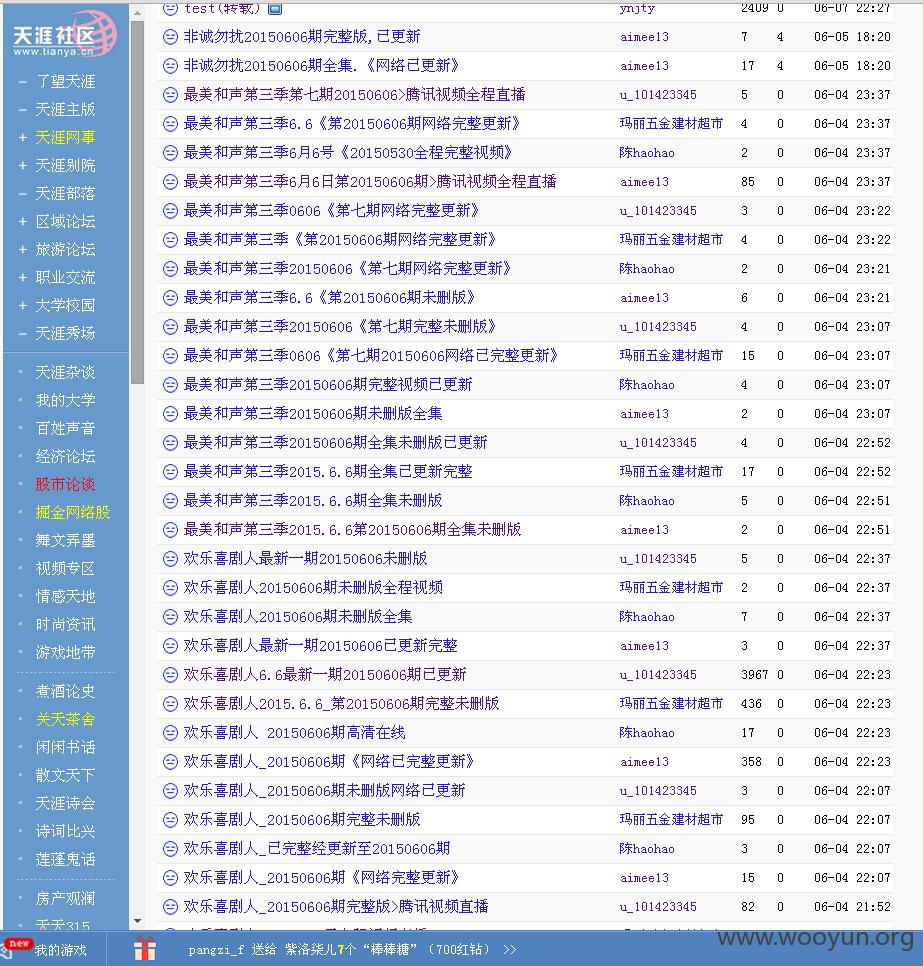 天涯社区
www.tianya.cn
- 了望天涯
- 天涯主版
+ 天涯网事
+ 天涯别院
- 天涯部落
+ 区域论坛
+ 旅游论坛
+ 职业交流
+ 大学校园
- 天涯秀场
· 天涯杂谈
· 我的大学
· 百姓声音
· 经济论坛
· 股市论谈
· 掘金网络股
· 舞文弄墨
· 视频专区
· 情感天地
· 时尚资讯
· 游戏地带
· 煮酒论史
· 关天茶舍
· 闲闲书话
· 散文天下
· 天涯诗会
· 诗词比兴
· 莲蓬鬼话
· 房产观澜
· 天天315
test(转载) ynjty 2409 0 06-07 22:27
非诚勿扰20150606期完整版,已更新 aimee13 7 4 06-05 18:20
非诚勿扰20150606期全集.《网络已更新》 aimee13 17 4 06-05 18:20
最美和声第三季第七期20150606>腾讯视频全程直播 u_101423345 5 0 06-04 23:37
最美和声第三季6.6《第20150606期网络完整更新》 玛丽五金建材超市 4 0 06-04 23:37
最美和声第三季6月6号《20150530全程完整视频》 陈haohao 2 0 06-04 23:37
最美和声第三季6月6日第20150606期>腾讯视频全程直播 aimee13 85 0 06-04 23:37
最美和声第三季0606《第七期网络完整更新》 u_101423345 3 0 06-04 23:22
最美和声第三季《第20150606期网络完整更新》 玛丽五金建材超市 4 0 06-04 23:22
最美和声第三季20150606《第七期网络完整更新》 陈haohao 2 0 06-04 23:21
最美和声第三季6.6《第20150606期未删版》 aimee13 6 0 06-04 23:21
最美和声第三季20150606《第七期完整未删版》 u_101423345 4 0 06-04 23:07
最美和声第三季0606《第七期20150606网络已完整更新》 玛丽五金建材超市 15 0 06-04 23:07
最美和声第三季20150606期完整视频已更新 陈haohao 4 0 06-04 23:07
最美和声第三季20150606期未删版全集 aimee13 2 0 06-04 23:07
最美和声第三季20150606期全集未删版已更新 u_101423345 4 0 06-04 22:52
最美和声第三季2015.6.6期全集已更新完整 玛丽五金建材超市 17 0 06-04 22:52
最美和声第三季2015.6.6期全集未删版 陈haohao 5 0 06-04 22:51
最美和声第三季2015.6.6第20150606期全集未删版 aimee13 2 0 06-04 22:51
欢乐喜剧人最新一期20150606未删版 u_101423345 5 0 06-04 22:37
欢乐喜剧人20150606期未删版全程视频 玛丽五金建材超市 2 0 06-04 22:37
欢乐喜剧人20150606期未删版全集 陈haohao 7 0 06-04 22:37
欢乐喜剧人最新一期20150606已更新完整 aimee13 3 0 06-04 22:37
欢乐喜剧人6.6最新一期20150606期已更新 u_101423345 3967 0 06-04 22:23
欢乐喜剧人2015.6.6_第20150606期完整未删版 玛丽五金建材超市 436 0 06-04 22:23
欢乐喜剧人 20150606期高清在线 陈haohao 17 0 06-04 22:23
欢乐喜剧人_20150606期《网络已完整更新》 aimee13 358 0 06-04 22:23
欢乐喜剧人_20150606期未删版网络已更新 u_101423345 3 0 06-04 22:07
欢乐喜剧人_20150606期完整未删版 玛丽五金建材超市 95 0 06-04 22:07
欢乐喜剧人_已完整经更新至20150606期 陈haohao 3 0 06-04 22:07
欢乐喜剧人_20150606期《网络完整更新》 aimee13 15 0 06-04 22:07
欢乐喜剧人_20150606期完整版>腾讯视频直播 u_101423345 82 0 06-04 21:52
new 我的游戏
pangzi_f 送给 紫洛柒儿7个“棒棒糖”（700红钻） >>
www.wooyun.org